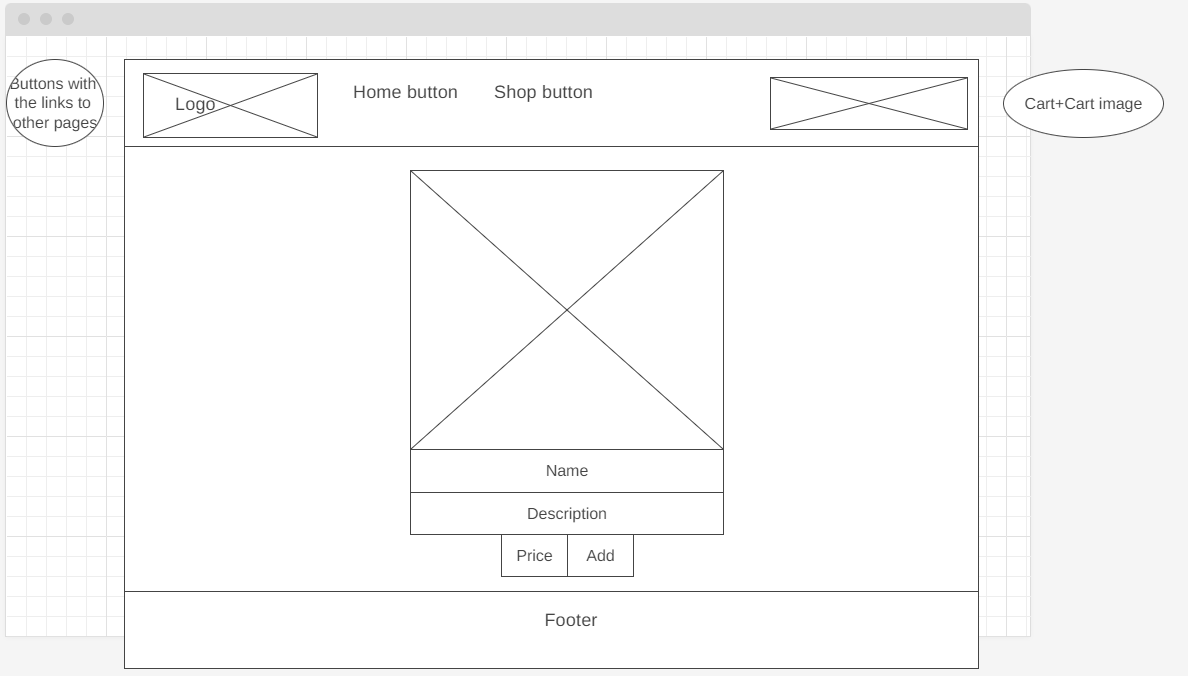 Buttons with
the links to
other pages
Logo
Home button
Shop button
Cart+Cart image
Name
Description
Price
Add
Footer